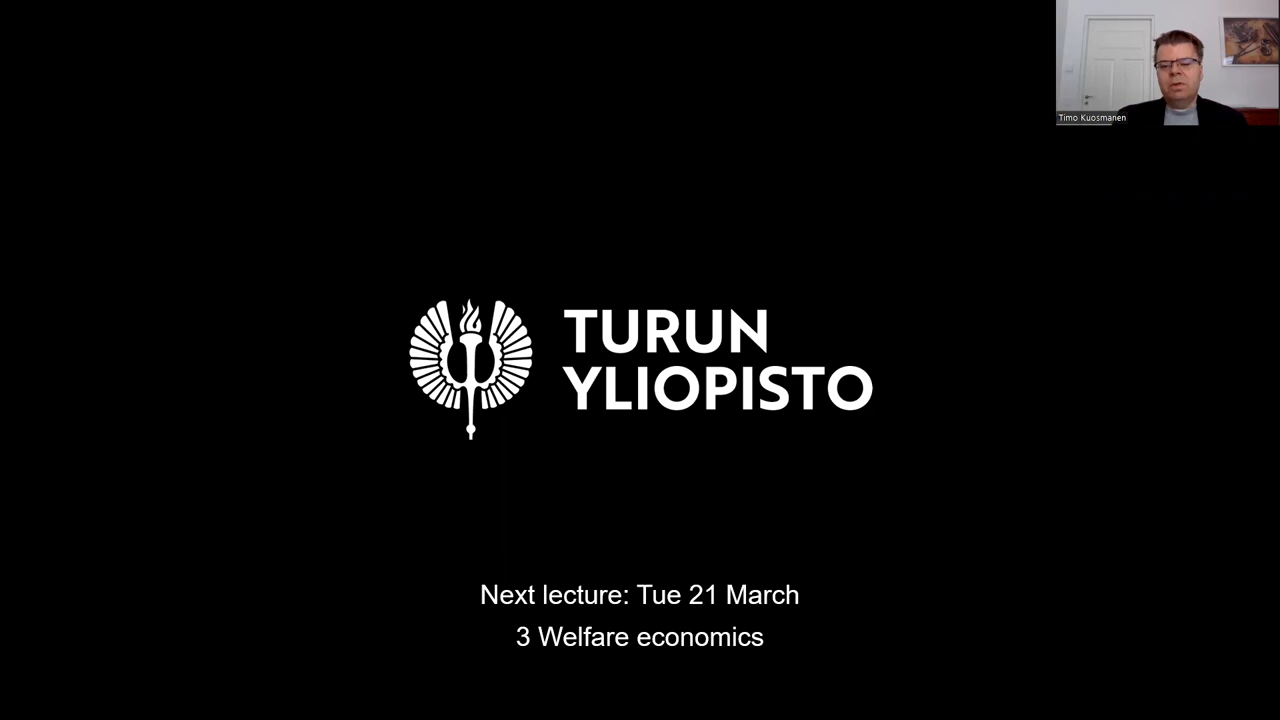 Timo Kuosmanen
TURUN
YLIOPISTO
Next lecture: Tue 21 March
3 Welfare economics